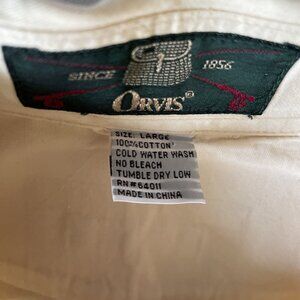 SINCE 1856
ORVIS®
SIZE: LARGE
100%COTTON
COLD WATER WASH
NO BLEACH
TUMBLE DRY LOW
RN#64011
MADE IN CHINA